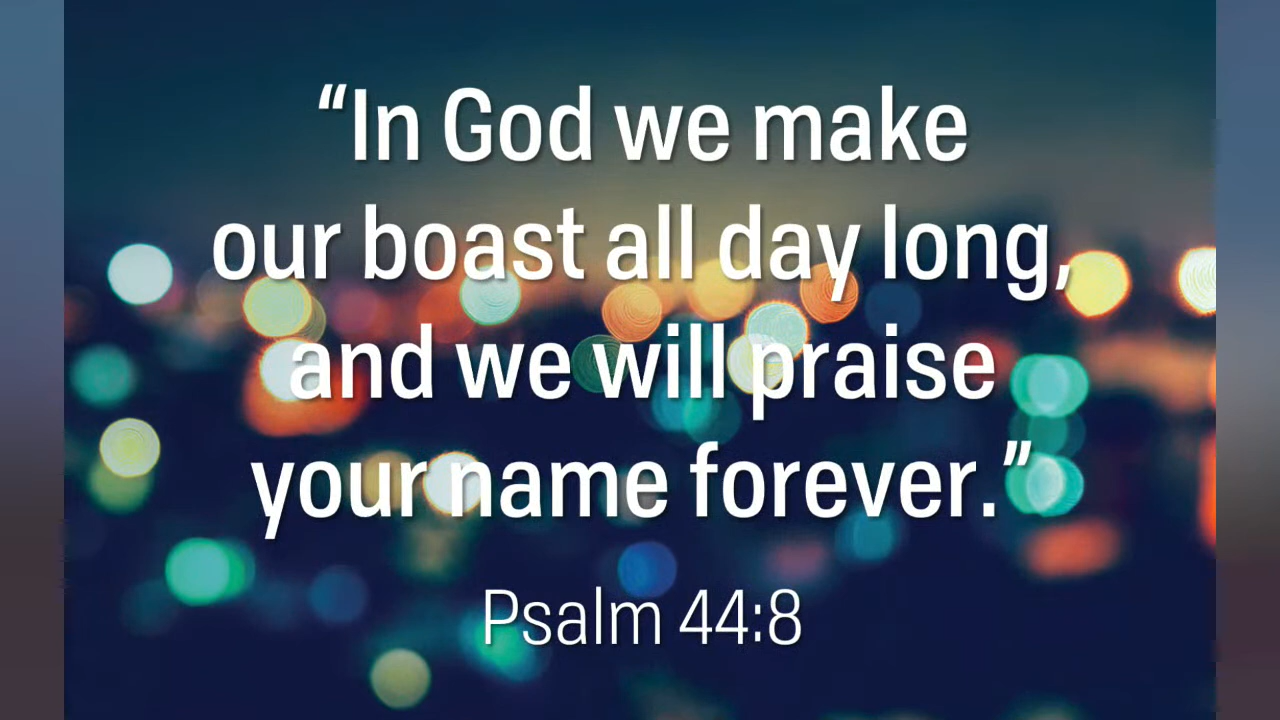 “In God we make
our boast all day long,
and we will praise
your name forever.”
Psalm 44:8